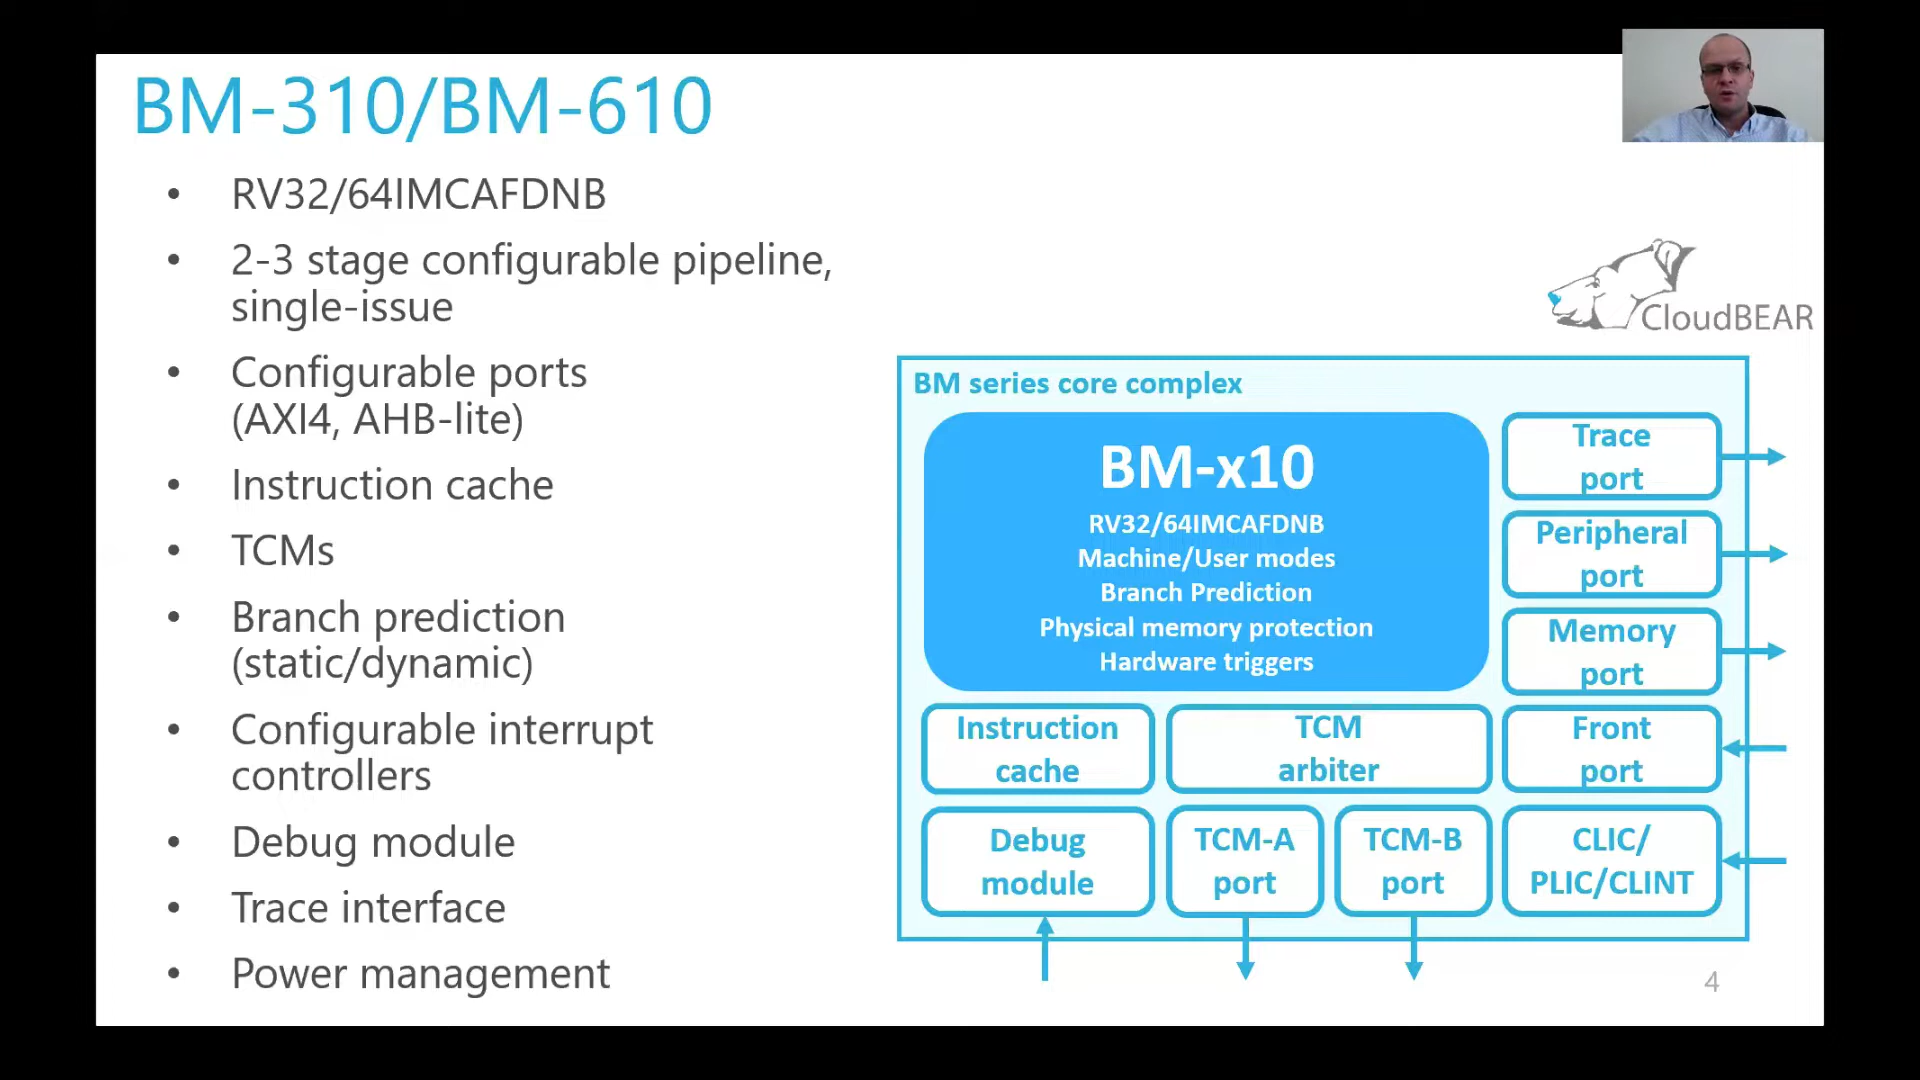 BM-310/BM-610
• RV32/64IMCAFDNB
• 2-3 stage configurable pipeline,
single-issue
• Configurable ports
(AXI4, AHB-lite)
• Instruction cache
• TCMs
• Branch prediction
(static/dynamic)
• Configurable interrupt
controllers
• Debug module
• Trace interface
• Power management
CloudBEAR
BM series core complex
BM-x10
RV32/64IMCAFDNB
Machine/User modes
Branch Prediction
Physical memory protection
Hardware triggers
Trace
port
Peripheral
port
Memory
port
Instruction
cache
TCM
arbiter
Front
port
Debug
module
TCM-A
port
TCM-B
port
CLIC/
PLIC/CLINT
4